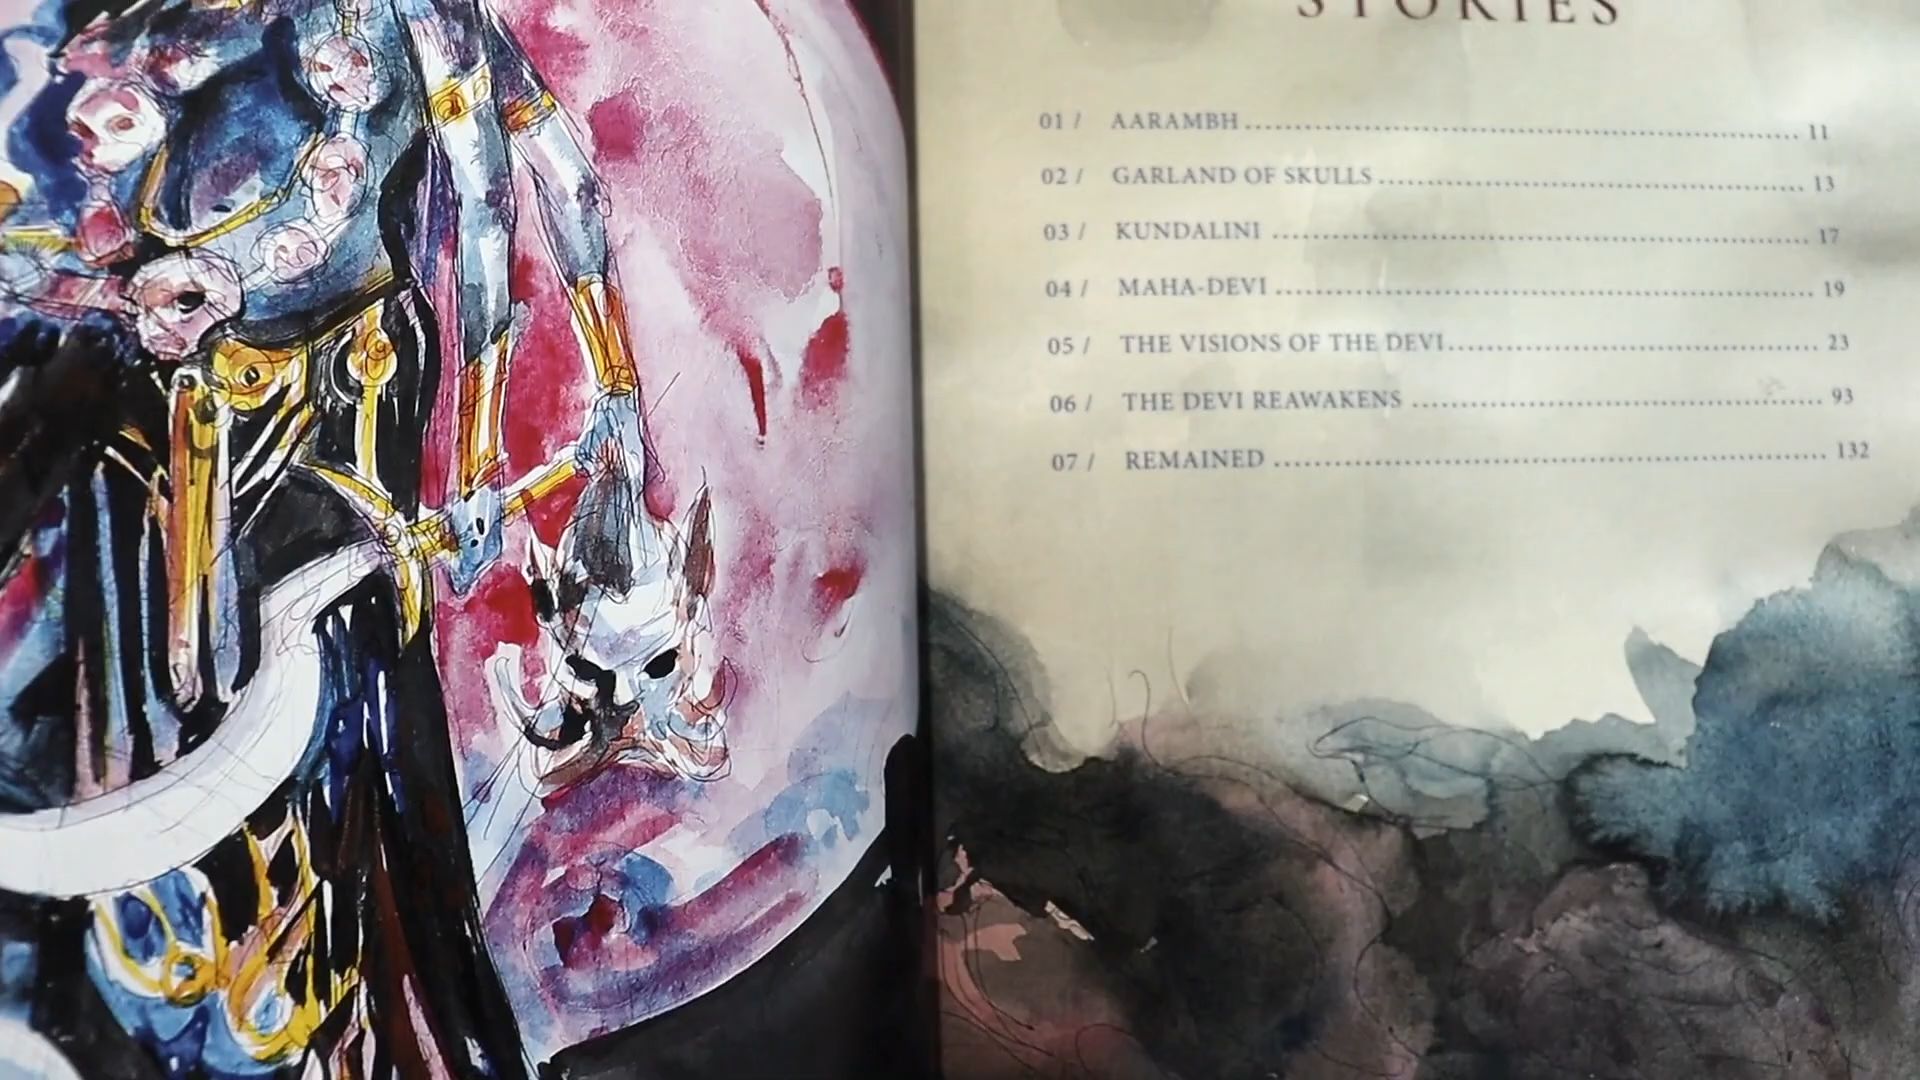 STORIES
01 / AARAMBH 11
02 / GARLAND OF SKULLS 13
03 / KUNDALINI 17
04 / MAHA-DEVI 19
05 / THE VISIONS OF THE DEVI 23
06 / THE DEVI REAWAKENS 93
07 / REMAINED 132